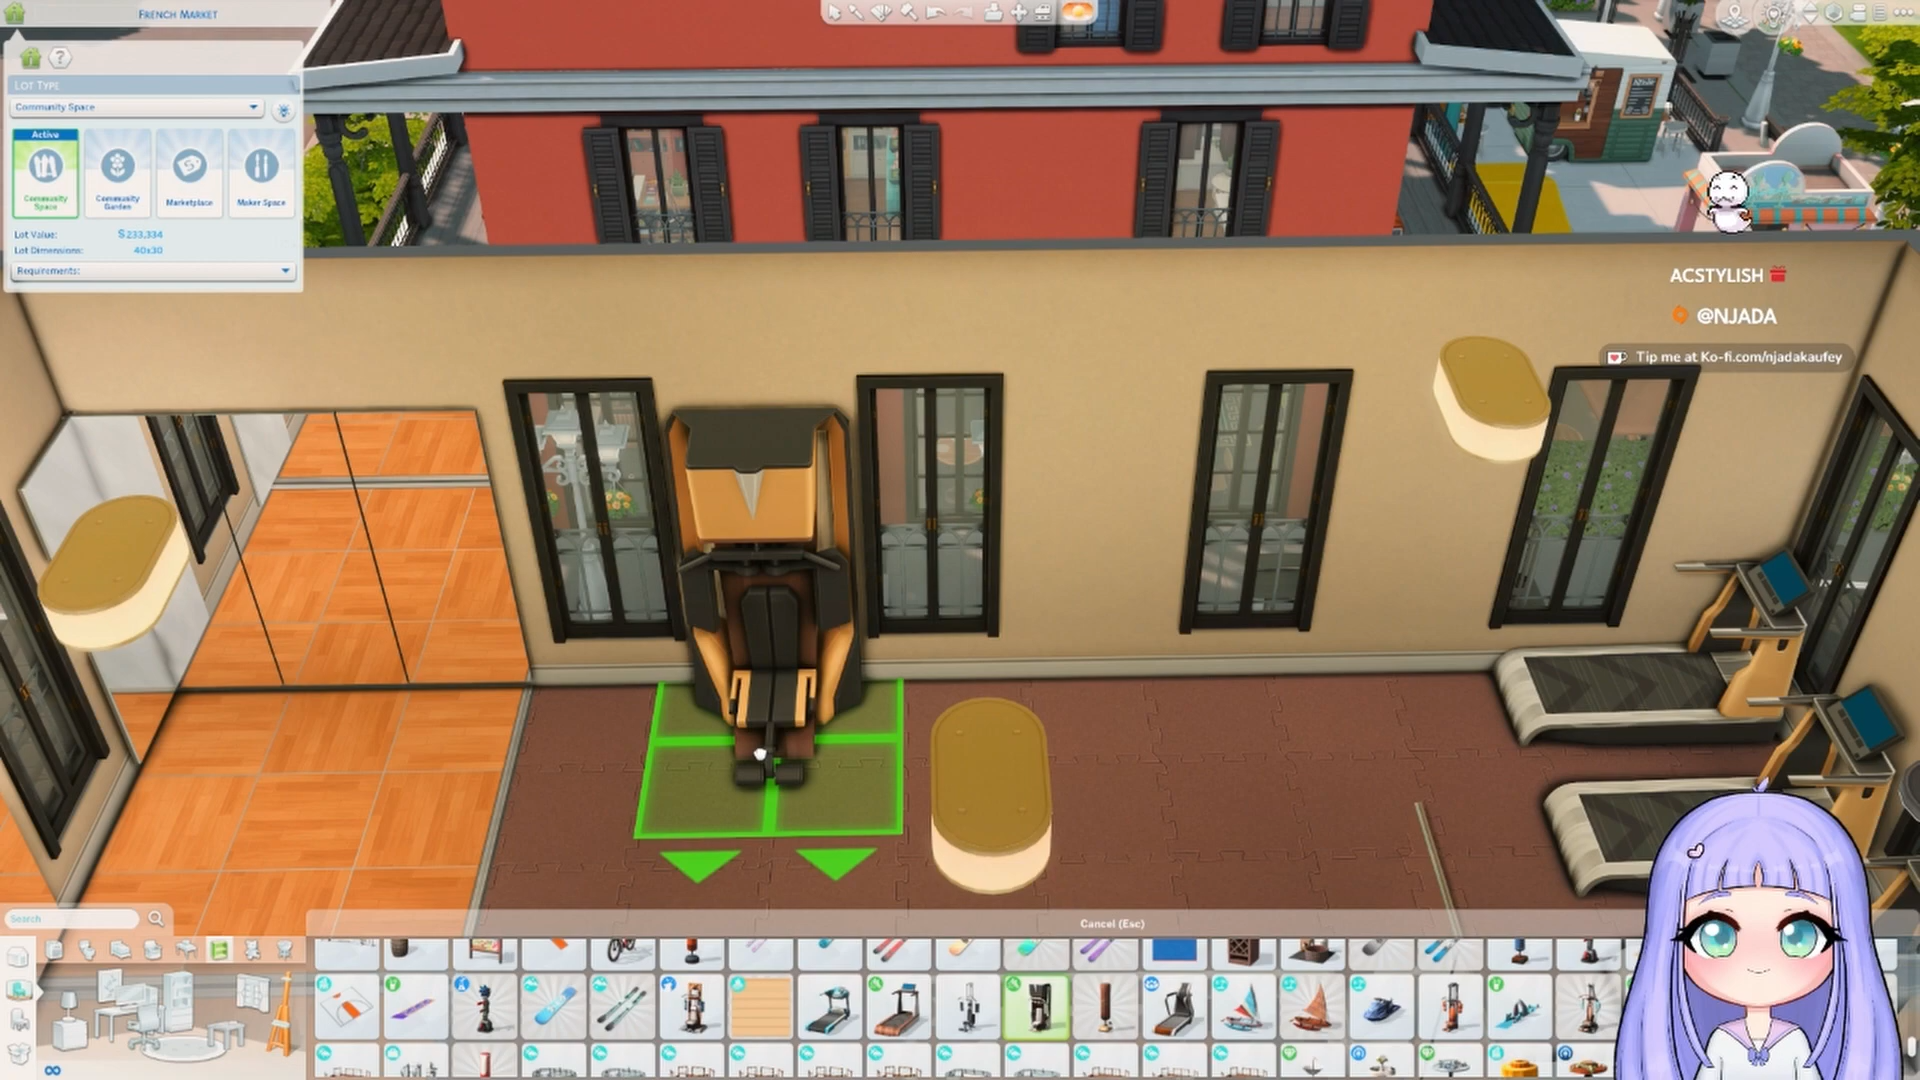 FRENCH MARKET
LOT TYPE
Community Space
Active
Community Space
Community Garden
Marketplace
Maker Space
Lot Value: $233,334
Lot Dimensions: 40x30
Requirements:
ACSTYLISH
@NJADA
Tip me at Ko-fi.com/njadakaufey
Search
Cancel (Esc)